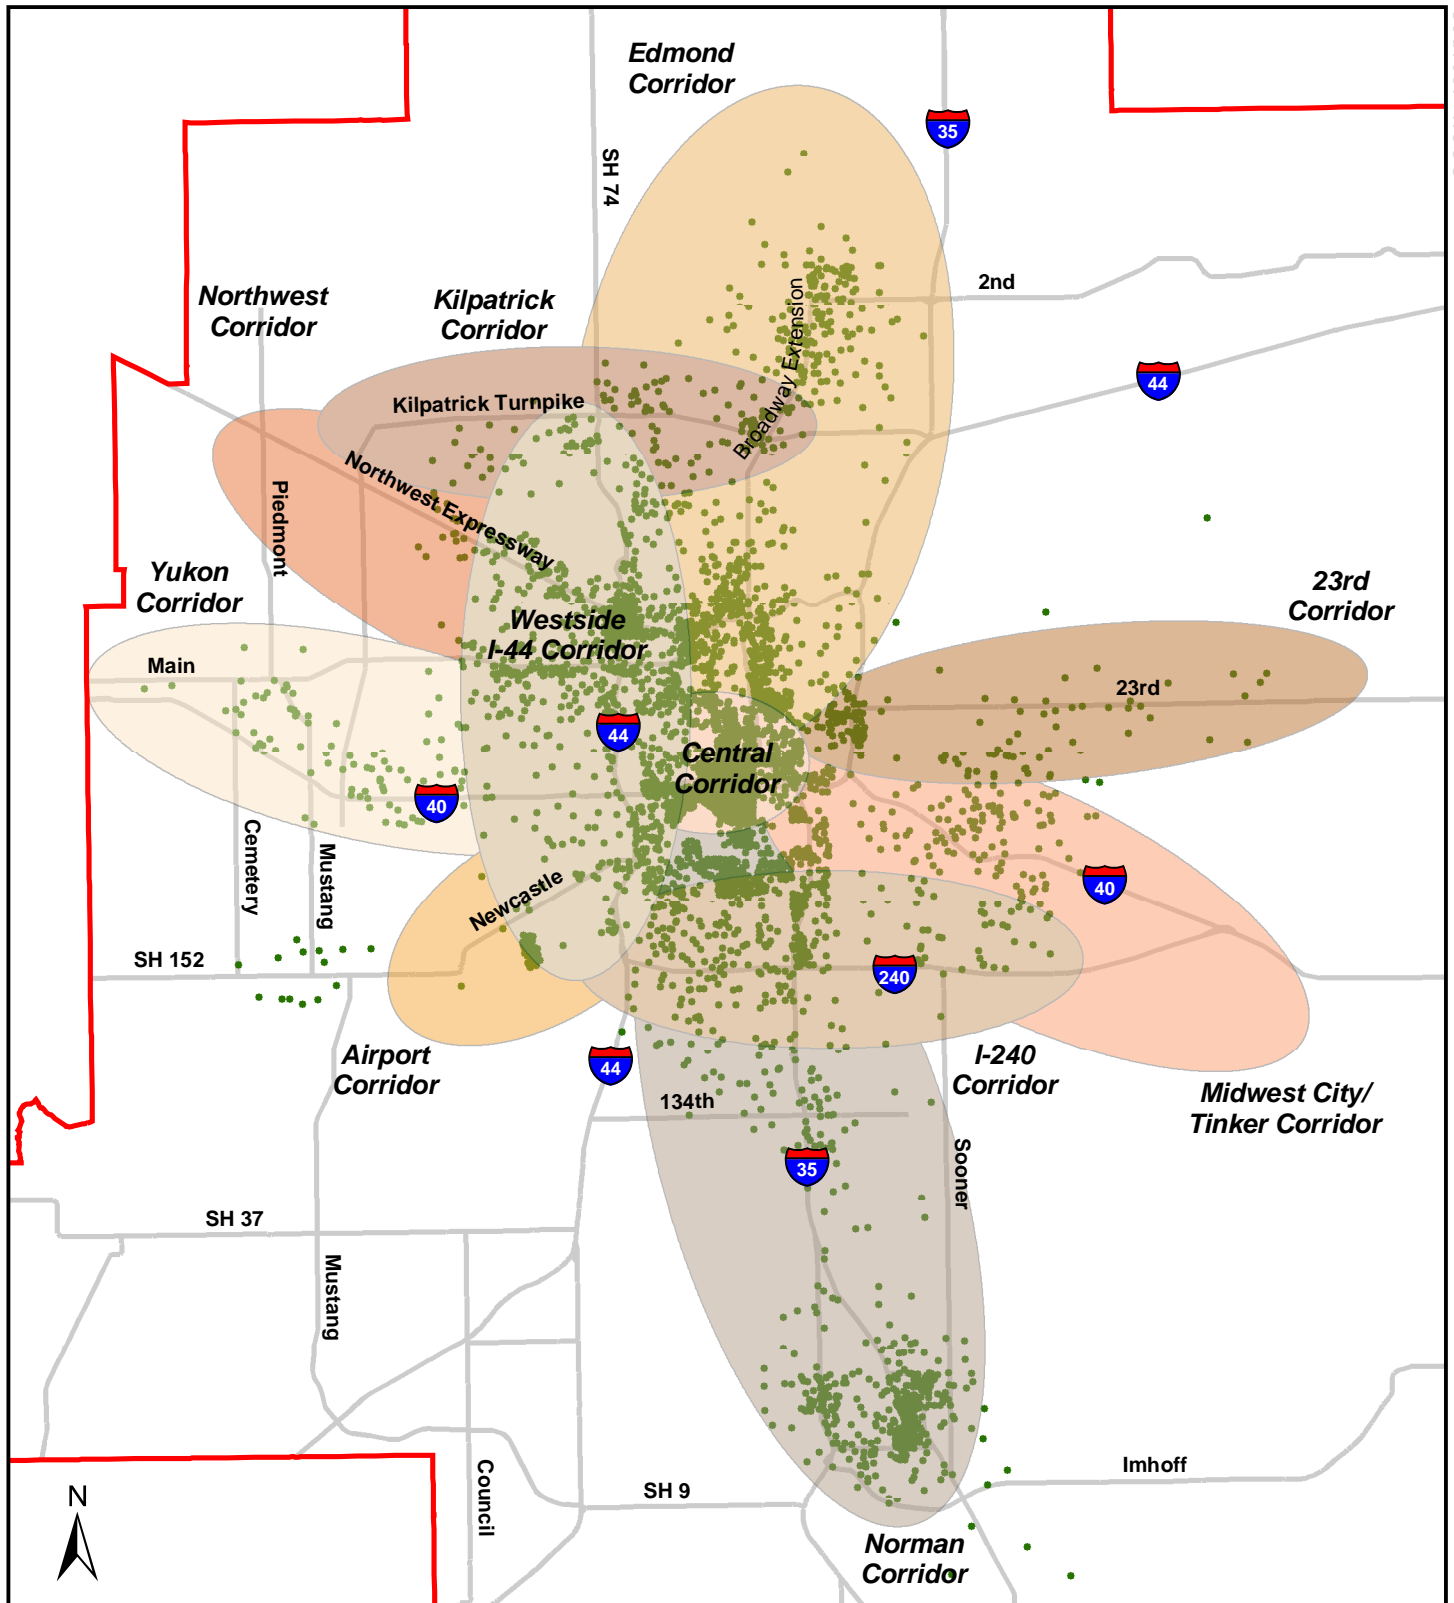 Edmond
Corridor
35
SH 74
2nd
Northwest
Corridor
Kilpatrick
Corridor
Broadway Extension
44
Kilpatrick Turnpike
Northwest Expressway
Piedmont
Yukon
Corridor
23rd
Corridor
Westside
I-44 Corridor
Main
23rd
44
Central
Corridor
40
Cemetery
Mustang
40
Newcastle
SH 152
240
Airport
Corridor
44
I-240
Corridor
134th
Midwest City/
Tinker Corridor
35
Sooner
SH 37
Mustang
Council
Imhoff
SH 9
N
Norman
Corridor